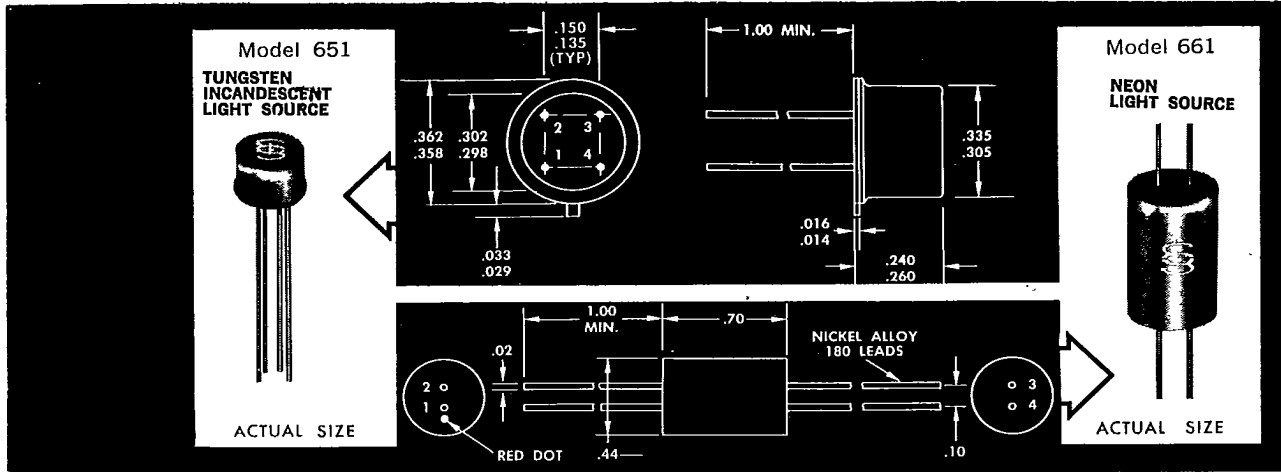 Model 651
TUNGSTEN
INCANDESCENT
LIGHT SOURCE
ACTUAL SIZE
.150
.135
(TYP)
.362
.358
.302
.298
2 3
1 4
.033
.029
1.00 MIN.
.335
.305
.016
.014
.240
.260
1.00
MIN.
.70
.02
NICKEL ALLOY
180 LEADS
2
1
3
4
RED DOT
.44
.10
Model 661
NEON
LIGHT SOURCE
ACTUAL SIZE